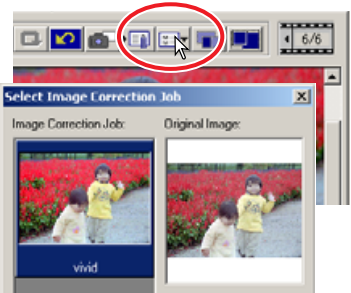 6/6
Select Image Correction Job
Image Correction Job:
Original Image:
vivid